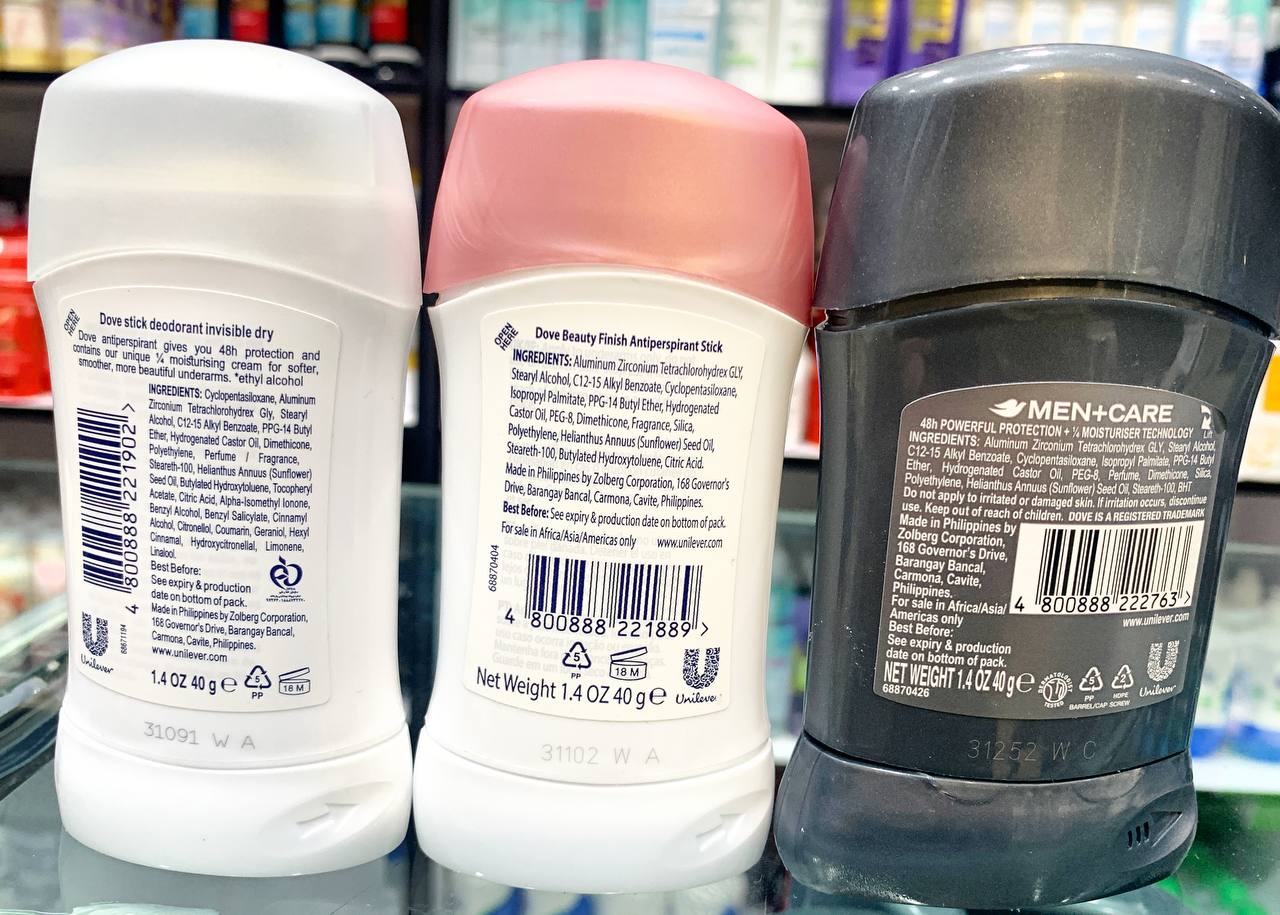 OPEN
HERE
Dove stick deodorant invisible dry
Dove antiperspirant gives you 48h protection and
contains our unique ¼ moisturising cream for softer,
smoother, more beautiful underarms. *ethyl alcohol
INGREDIENTS: Cyclopentasiloxane, Aluminum
Zirconium Tetrachlorohydrex Gly, Stearyl
Alcohol, C12-15 Alkyl Benzoate, PPG-14 Butyl
Ether, Hydrogenated Castor Oil, Dimethicone,
Polyethylene, Perfume / Fragrance,
Steareth-100, Helianthus Annuus (Sunflower)
Seed Oil, Butylated Hydroxytoluene, Tocopheryl
Acetate, Citric Acid, Alpha-Isomethyl Ionone,
Benzyl Alcohol, Benzyl Salicylate, Cinnamyl
Alcohol, Citronellol, Coumarin, Geraniol, Hexyl
Cinnamal, Hydroxycitronellal, Limonene,
Linalool.
Best Before:
See expiry & production
date on bottom of pack.
Made in Philippines by Zolberg Corporation,
168 Governor's Drive, Barangay Bancal,
Carmona, Cavite, Philippines.
www.unilever.com
4 800888 221902 >
68671194
Unilever
1.4 OZ 40 g e
5
PP
18 M
31091 W A
OPEN
HERE
Dove Beauty Finish Antiperspirant Stick
INGREDIENTS: Aluminum Zirconium Tetrachlorohydrex GLY,
Stearyl Alcohol, C12-15 Alkyl Benzoate, Cyclopentasiloxane,
Isopropyl Palmitate, PPG-14 Butyl Ether, Hydrogenated
Castor Oil, PEG-8, Dimethicone, Fragrance, Silica,
Polyethylene, Helianthus Annuus (Sunflower) Seed Oil,
Steareth-100, Butylated Hydroxytoluene, Citric Acid.
Made in Philippines by Zolberg Corporation, 168 Governor's
Drive, Barangay Bancal, Carmona, Cavite, Philippines.
Best Before: See expiry & production date on bottom of pack.
For sale in Africa/Asia/Americas only www.unilever.com
68870404
4 800888 221889 >
5
PP
18 M
Unilever
Net Weight 1.4 OZ 40 g e
31102 W A
MEN+CARE
Lift
48h POWERFUL PROTECTION + ¼ MOISTURISER TECHNOLOGY
INGREDIENTS: Aluminum Zirconium Tetrachlorohydrex GLY, Stearyl Alcohol,
C12-15 Alkyl Benzoate, Cyclopentasiloxane, Isopropyl Palmitate, PPG-14 Butyl
Ether, Hydrogenated Castor Oil, PEG-8, Perfume, Dimethicone, Silica,
Polyethylene, Helianthus Annuus (Sunflower) Seed Oil, Steareth-100, BHT
Do not apply to irritated or damaged skin. If irritation occurs, discontinue
use. Keep out of reach of children. DOVE IS A REGISTERED TRADEMARK
Made in Philippines by
Zolberg Corporation,
168 Governor's Drive,
Barangay Bancal,
Carmona, Cavite,
Philippines.
For sale in Africa/Asia/
Americas only
Best Before:
See expiry & production
date on bottom of pack.
4 800888 222763 >
www.unilever.com
NET WEIGHT 1.4 OZ 40 g e
68870426
DERMATOLOGIST
TESTED
5
PP
BARREL/CAP
2
HDPE
SCREW
Unilever
31252 W C